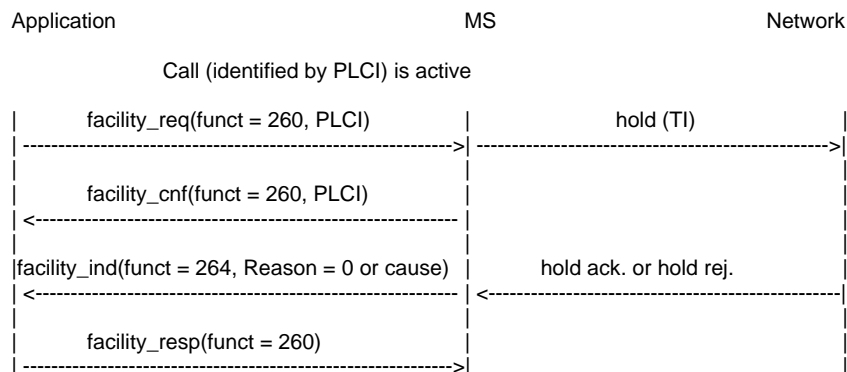 Application MS Network
Call (identified by PLCI) is active
facility_req(funct = 260, PLCI) hold (TI)
facility_cnf(funct = 260, PLCI)
facility_ind(funct = 264, Reason = 0 or cause) hold ack. or hold rej.
facility_resp(funct = 260)